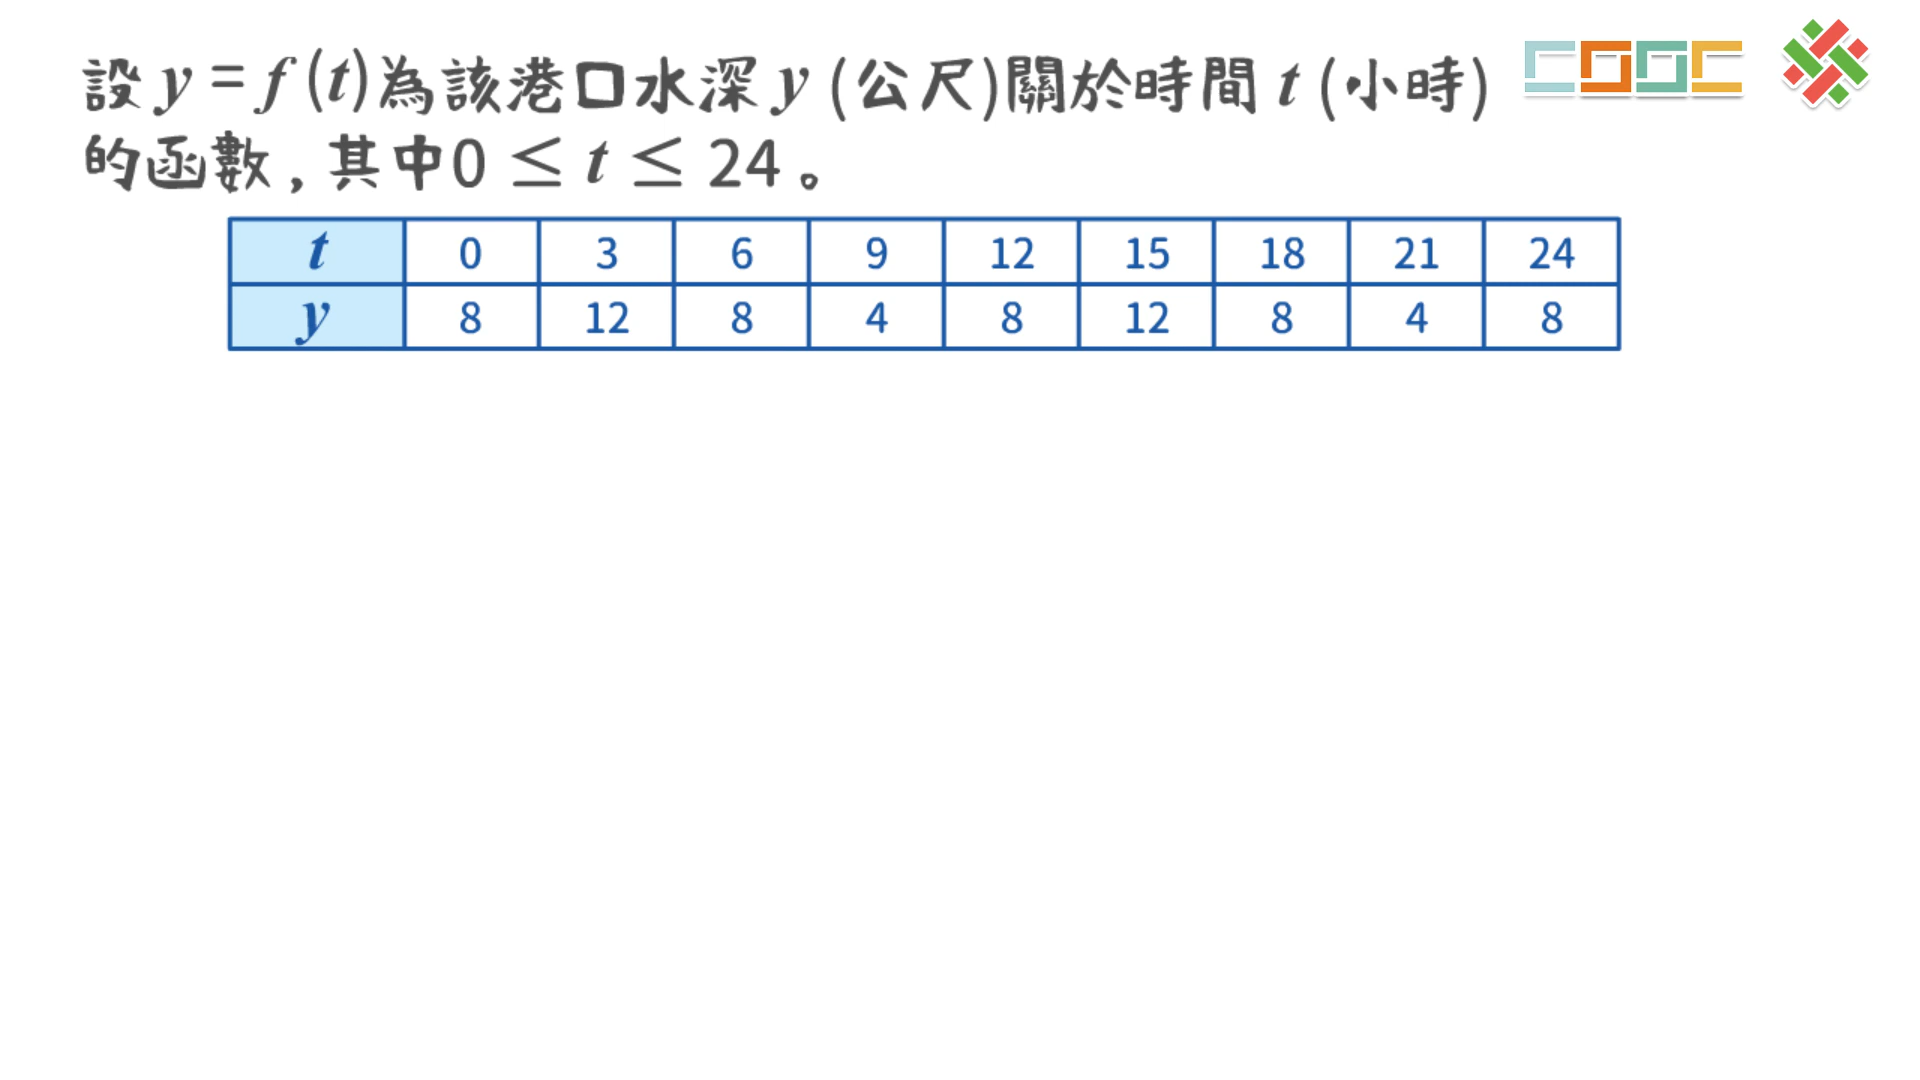 設 y = f (t) 為該港口水深 y (公尺)關於時間 t (小時)
的函數,其中0 ≤ t ≤ 24。
t 0 3 6 9 12 15 18 21 24
y 8 12 8 4 8 12 8 4 8